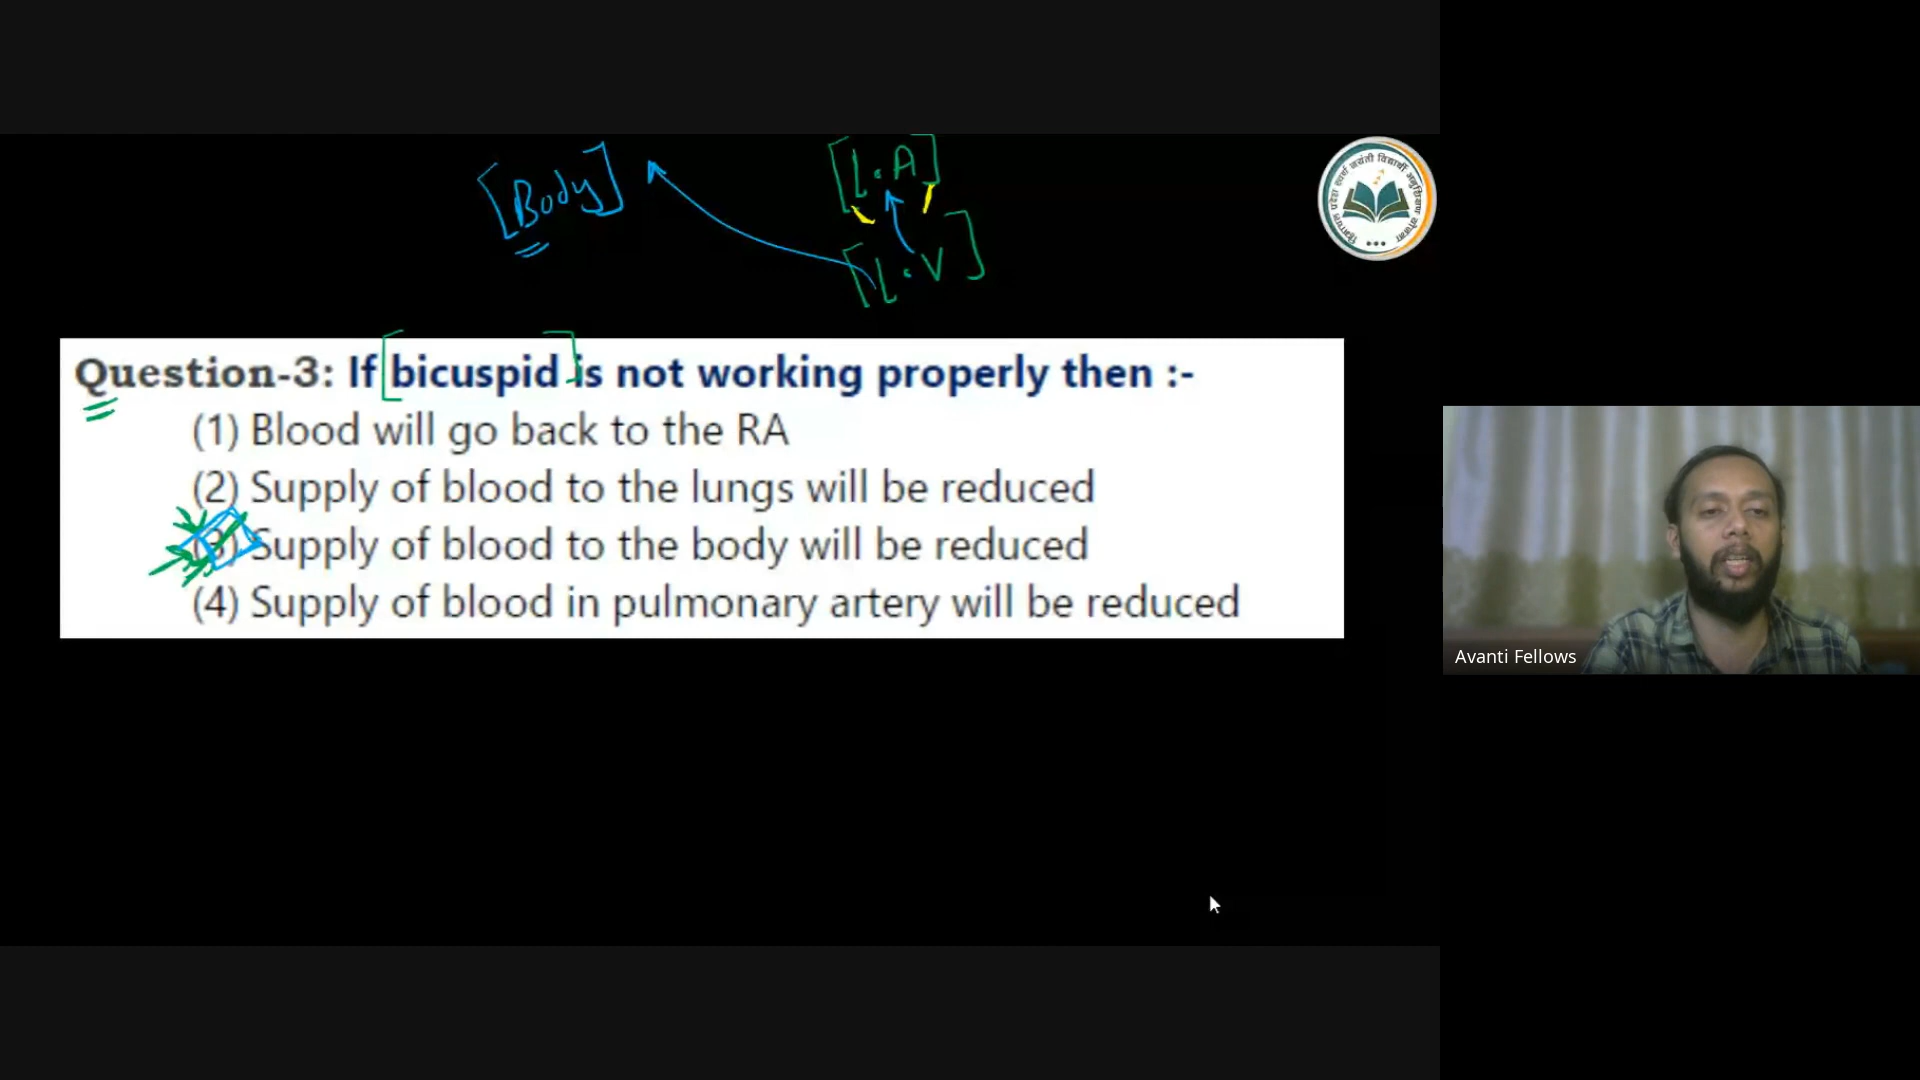 [Body]
[L.A]
[L.V]
Question-3: If [bicuspid] is not working properly then :-
(1) Blood will go back to the RA
(2) Supply of blood to the lungs will be reduced
(3) Supply of blood to the body will be reduced
(4) Supply of blood in pulmonary artery will be reduced
Avanti Fellows